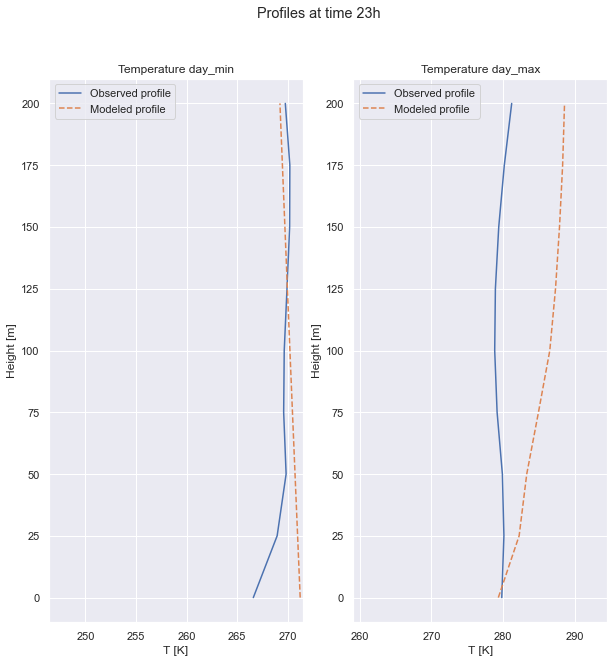 Profiles at time 23h
Temperature day_min
Observed profile
Modeled profile
200
175
150
125
100
75
50
25
0
Height [m]
250
255
260
265
270
T [K]
Temperature day_max
Observed profile
Modeled profile
200
175
150
125
100
75
50
25
0
Height [m]
260
270
280
290
T [K]